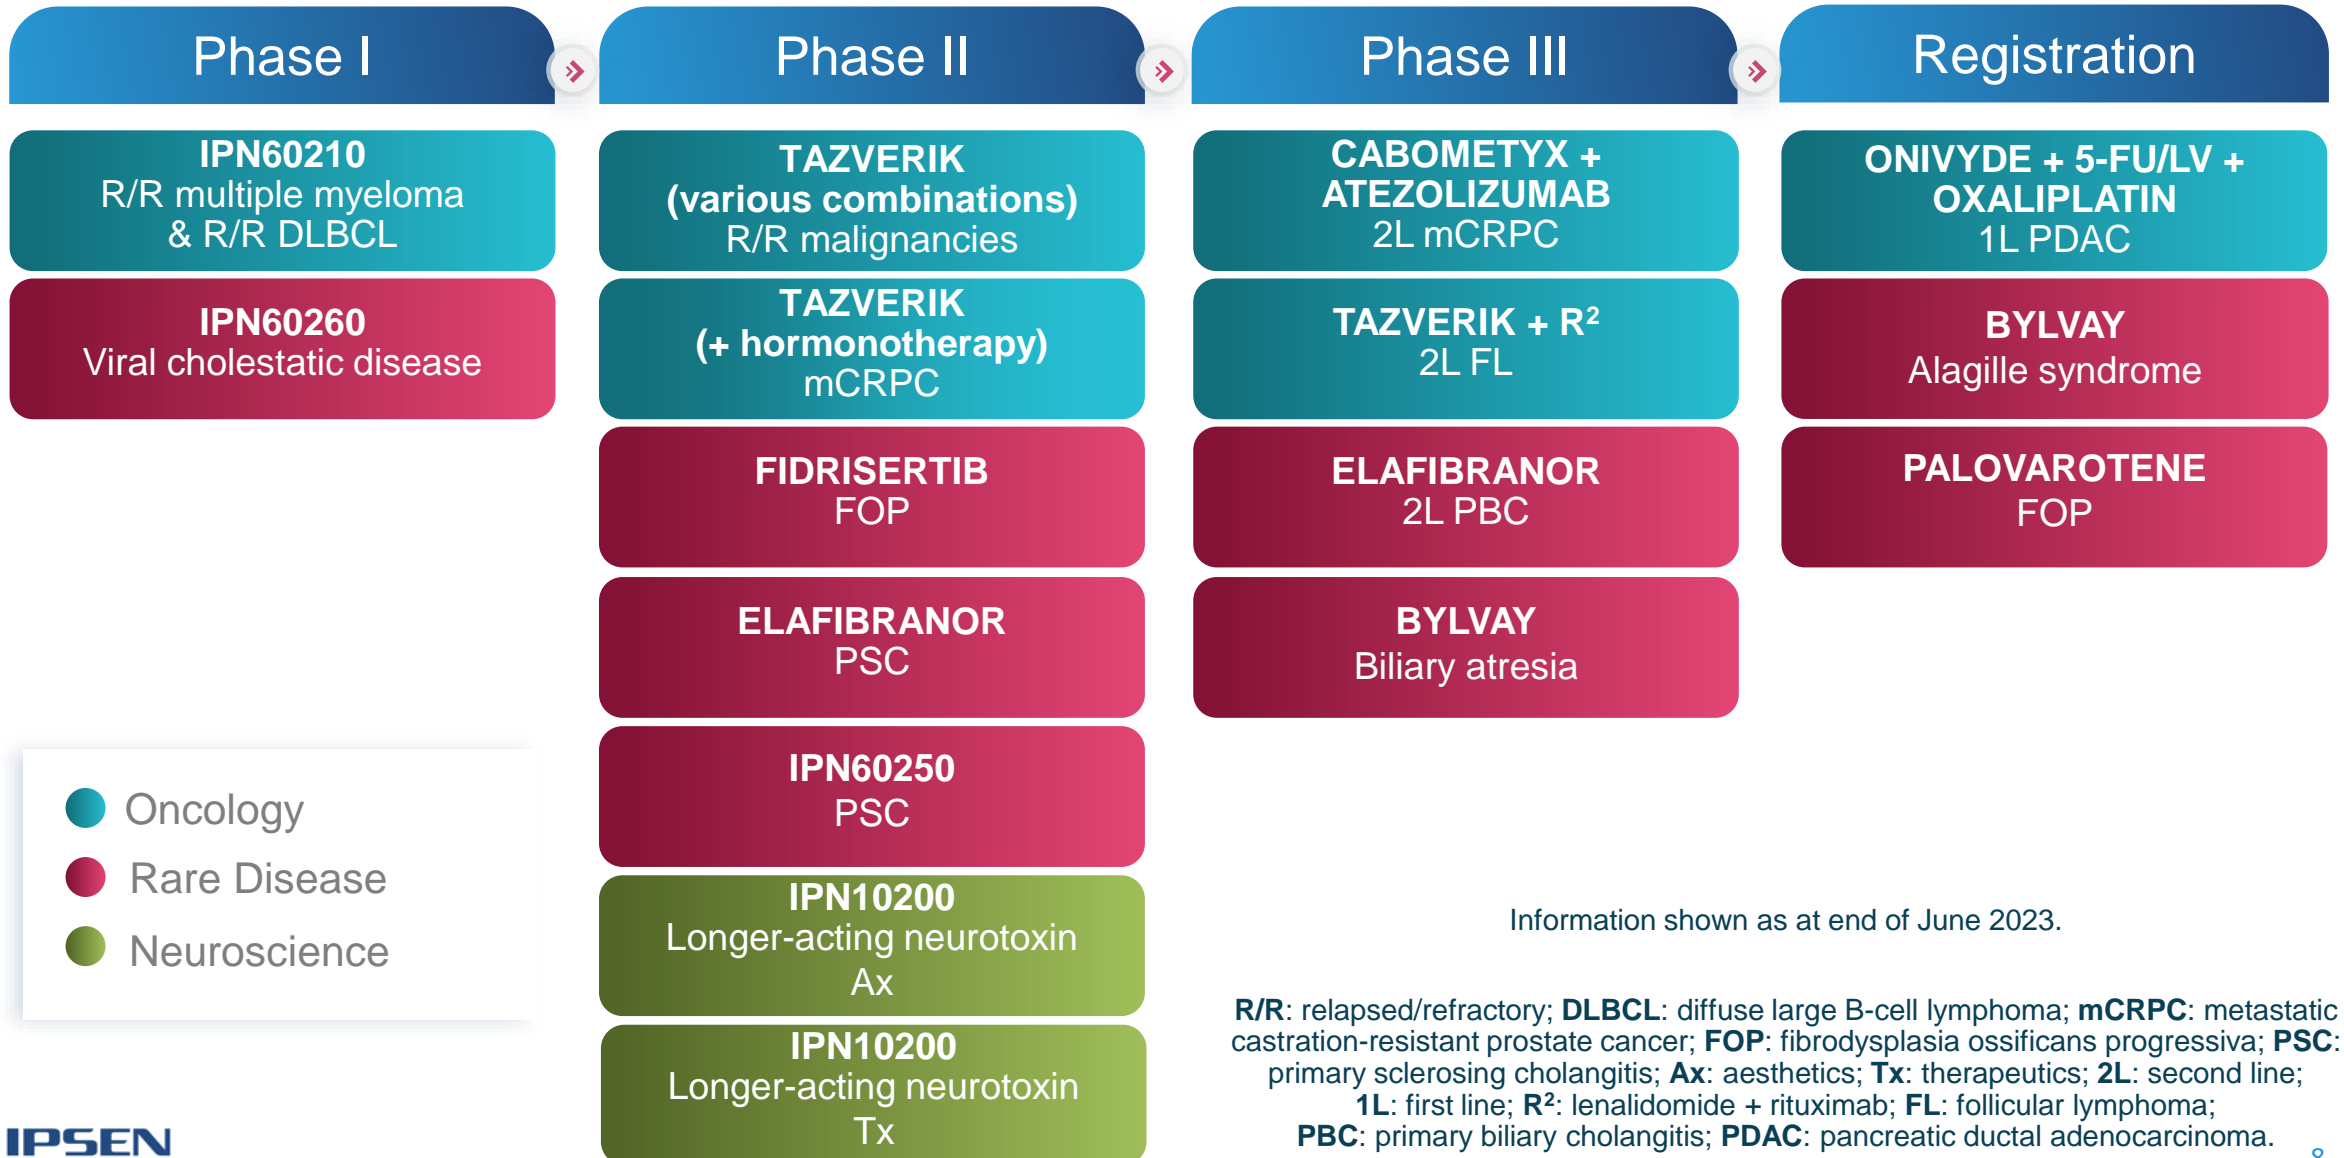 Phase I
Phase II
Phase III
Registration
IPN60210
R/R multiple myeloma
& R/R DLBCL
IPN60260
Viral cholestatic disease
TAZVERIK
(various combinations)
R/R malignancies
TAZVERIK
(+ hormonotherapy)
mCRPC
FIDRISERTIB
FOP
ELAFIBRANOR
PSC
IPN60250
PSC
IPN10200
Longer-acting neurotoxin
Ax
IPN10200
Longer-acting neurotoxin
Tx
CABOMETYX +
ATEZOLIZUMAB
2L mCRPC
TAZVERIK + R²
2L FL
ELAFIBRANOR
2L PBC
BYLVAY
Biliary atresia
ONIVYDE + 5-FU/LV +
OXALIPLATIN
1L PDAC
BYLVAY
Alagille syndrome
PALOVAROTENE
FOP
Oncology
Rare Disease
Neuroscience
Information shown as at end of June 2023.
R/R: relapsed/refractory; DLBCL: diffuse large B-cell lymphoma; mCRPC: metastatic
castration-resistant prostate cancer; FOP: fibrodysplasia ossificans progressiva; PSC:
primary sclerosing cholangitis; Ax: aesthetics; Tx: therapeutics; 2L: second line;
1L: first line; R²: lenalidomide + rituximab; FL: follicular lymphoma;
PBC: primary biliary cholangitis; PDAC: pancreatic ductal adenocarcinoma.
IPSEN
8